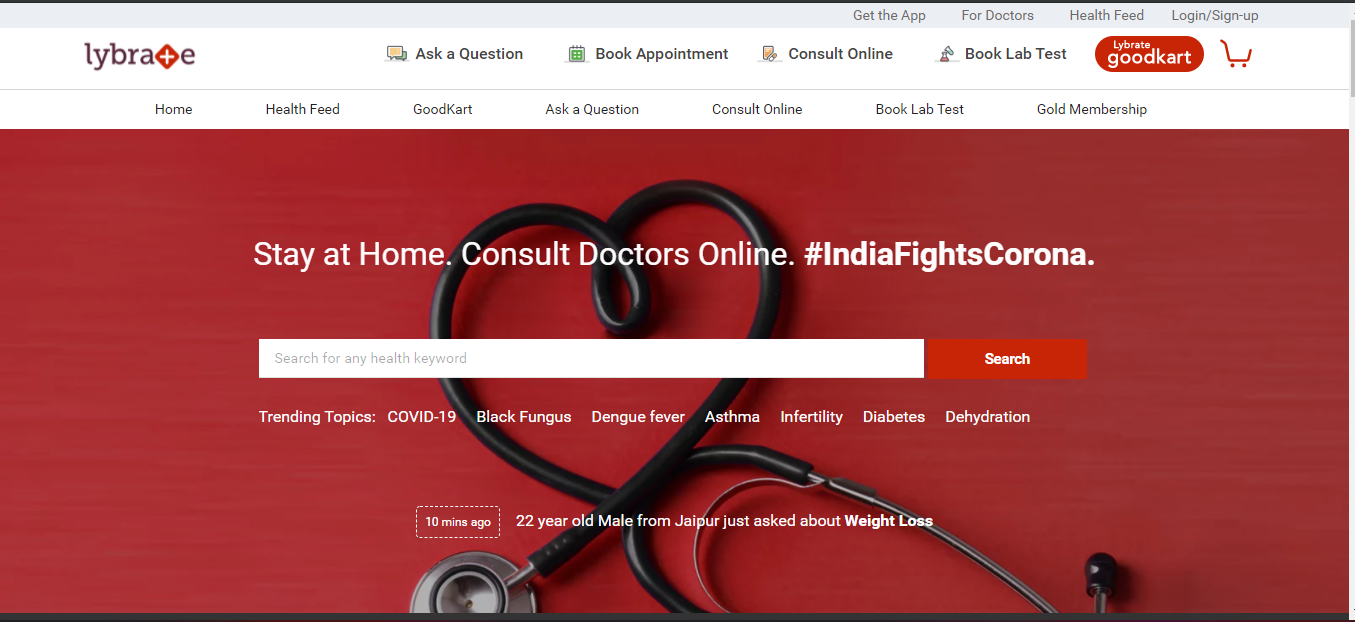 Get the App For Doctors Health Feed Login/Sign-up
lybrate Ask a Question Book Appointment Consult Online Book Lab Test Lybrate goodkart
Home Health Feed GoodKart Ask a Question Consult Online Book Lab Test Gold Membership
Stay at Home. Consult Doctors Online. #IndiaFightsCorona.
Search for any health keyword Search
Trending Topics: COVID-19 Black Fungus Dengue fever Asthma Infertility Diabetes Dehydration
10 mins ago 22 year old Male from Jaipur just asked about Weight Loss